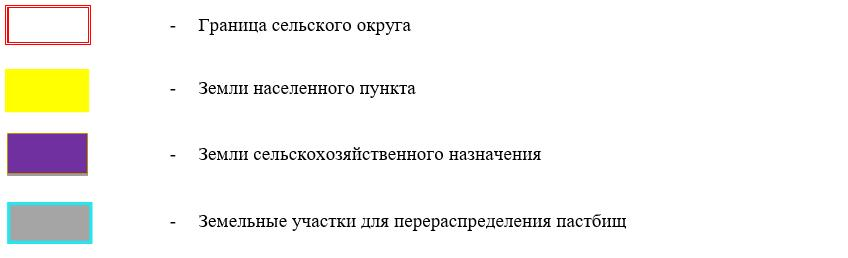 - Граница сельского округа
- Земли населенного пункта
- Земли сельскохозяйственного назначения
- Земельные участки для перераспределения пастбищ